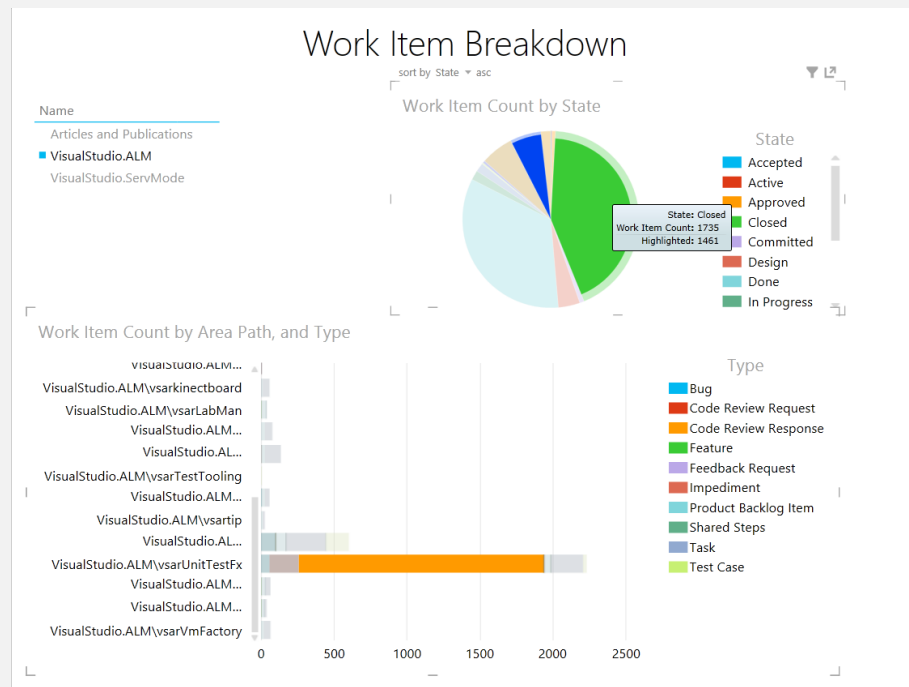 Work Item Breakdown
sort by State asc
Name
Articles and Publications
VisualStudio.ALM
VisualStudio.ServMode
Work Item Count by State
State
Accepted
Active
Approved
Closed
Committed
Design
Done
In Progress
State: Closed
Work Item Count: 1735
Highlighted: 1461
Work Item Count by Area Path, and Type
VisualStudio.ALM...
VisualStudio.ALM\vsarkinectboard
VisualStudio.ALM\vsarLabMan
VisualStudio.ALM...
VisualStudio.AL...
VisualStudio.ALM\vsarTestTooling
VisualStudio.ALM...
VisualStudio.ALM\vsartip
VisualStudio.AL...
VisualStudio.ALM\vsarUnitTestFx
VisualStudio.ALM...
VisualStudio.ALM...
VisualStudio.ALM\vsarVmFactory
0 500 1000 1500 2000 2500
Type
Bug
Code Review Request
Code Review Response
Feature
Feedback Request
Impediment
Product Backlog Item
Shared Steps
Task
Test Case